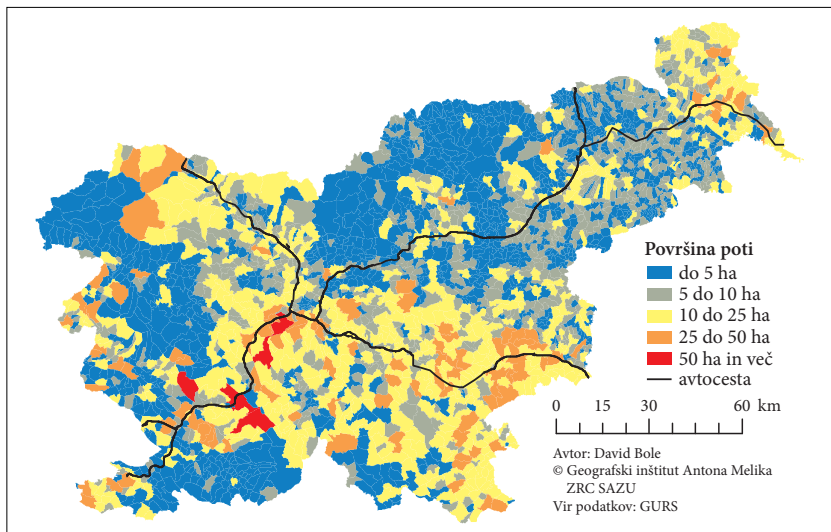 Površina poti
do 5 ha
5 do 10 ha
10 do 25 ha
25 do 50 ha
50 ha in več
avtocesta
0 15 30 60 km
Avtor: David Bole
© Geografski inštitut Antona Melika
ZRC SAZU
Vir podatkov: GURS